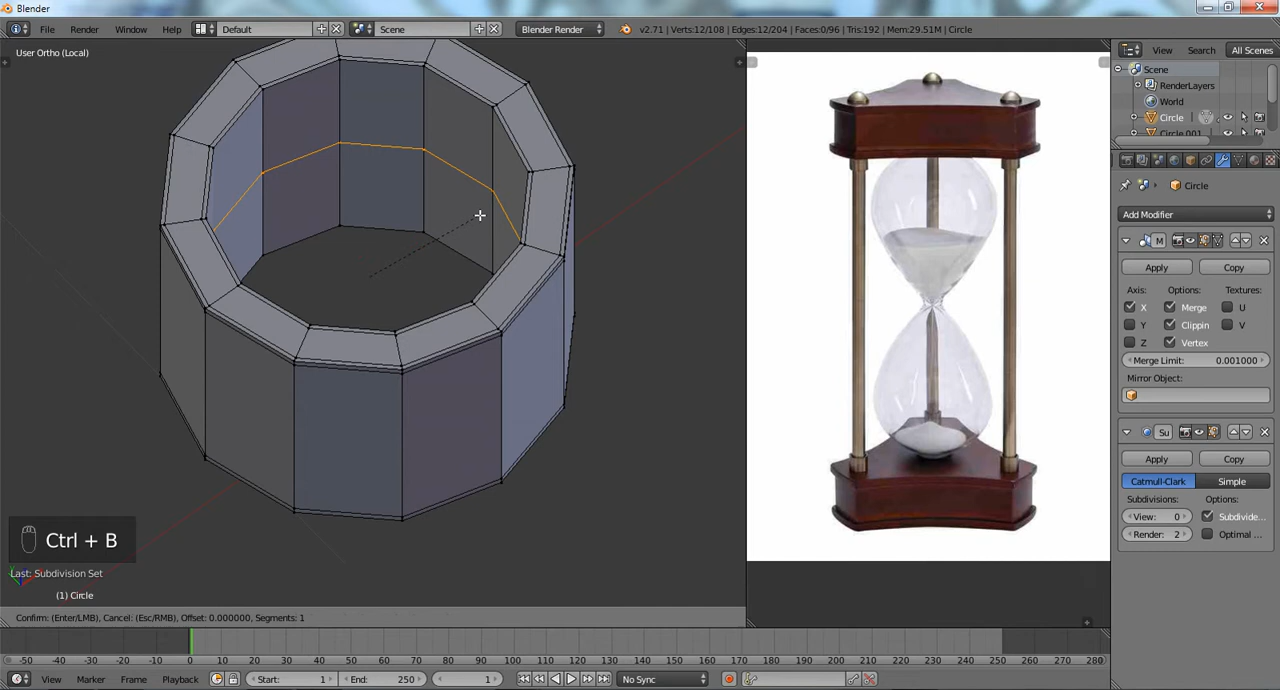 Blender
File Render Window Help Default Scene Blender Render v2.71 | Verts:12/108 | Edges:12/204 | Faces:0/96 | Tris:192 | Mem:29.51M | Circle
User Ortho (Local)
View Search All Scenes
Scene
RenderLayers
World
Circle
Circle.001
Circle
Add Modifier
M
Apply Copy
Axis: Options: Textures:
X Merge U
Y Clippin V
Z Vertex
Merge Limit: 0.001000
Mirror Object:
Su
Apply Copy
Catmull-Clark Simple
Subdivisions: Options:
View: 0 Subdivide...
Render: 2 Optimal ...
Ctrl + B
Last: Subdivision Set
(1) Circle
Confirm: (Enter/LMB), Cancel: (Esc/RMB), Offset: 0.000000, Segments: 1
-50 -40 -30 -20 -10 0 10 20 30 40 50 60 70 80 90 100 110 120 130 140 150 160 170 180 190 200 210 220 230 240 250 260 270 280
View Marker Frame Playback Start: 1 End: 250 1 No Sync